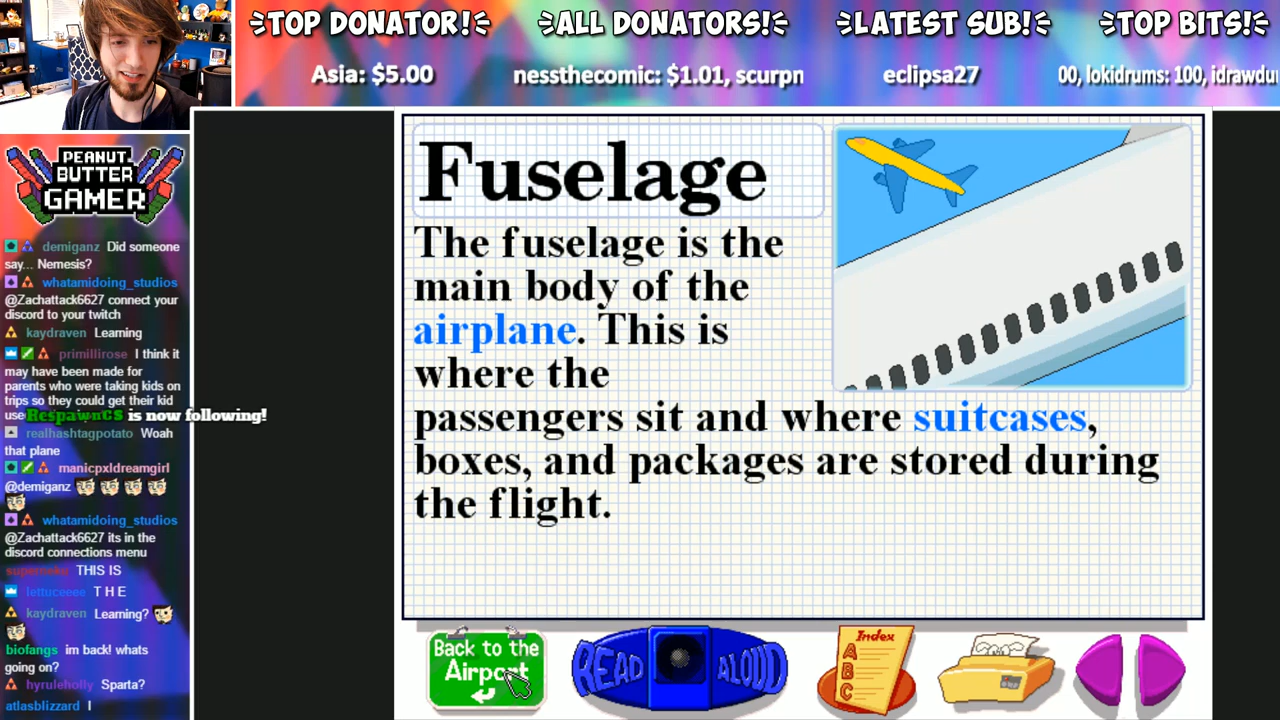 TOP DONATOR!
ALL DONATORS!
LATEST SUB!
TOP BITS!
Asia: $5.00
nessthecomic: $1.01, scurpn
eclipsa27
00, lokidrums: 100, idrawdu
PEANUT
BUTTER
GAMER
demiganz Did someone
say... Nemesis?
whatamidoing_studios
@Zachattack6627 connect your
discord to your twitch
kaydraven Learning
primillirose I think it
may have been made for
parents who were taking kids on
trips so they could get their kid
use
RespawnCS is now following!
realhashtagpotato Woah
that plane
manicpxldreamgirl
@demiganz
whatamidoing_studios
@Zachattack6627 its in the
discord connections menu
THIS IS
lettuceeee T H E
kaydraven Learning?
biofangs im back! whats
going on?
hyruleholly Sparta?
atlasblizzard I
Fuselage
The fuselage is the
main body of the
airplane. This is
where the
passengers sit and where suitcases,
boxes, and packages are stored during
the flight.
Back to the
Airport
READ
ALOUD
Index
A
B
C